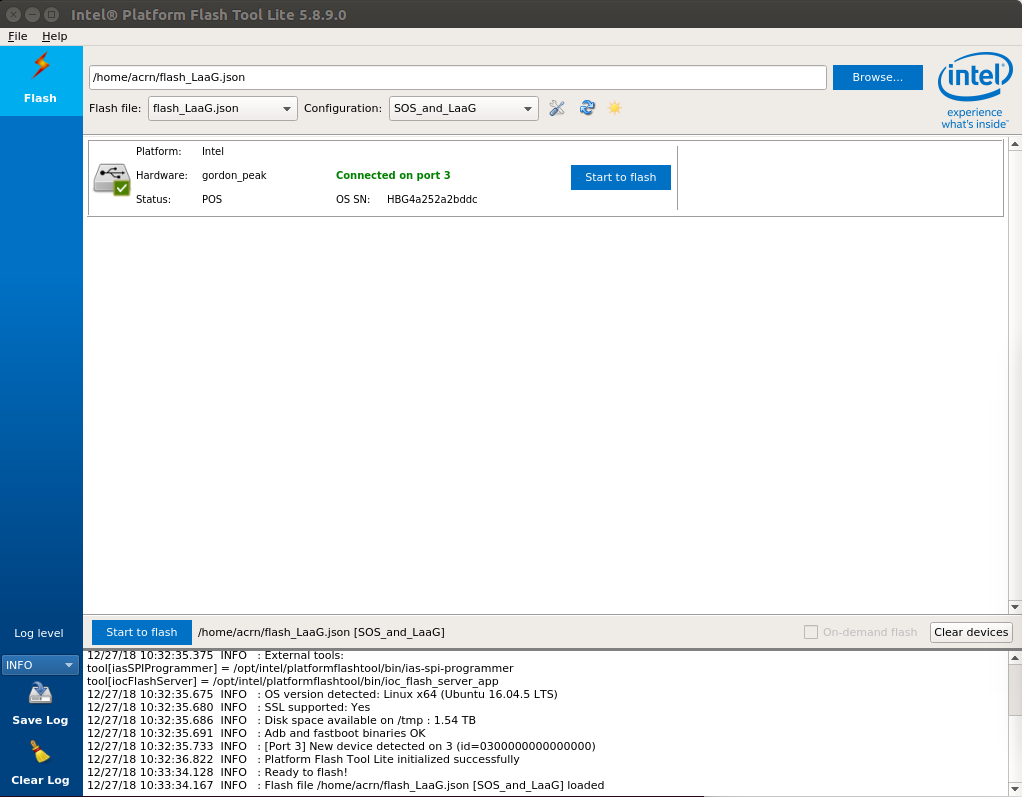 Intel® Platform Flash Tool Lite 5.8.9.0
File Help
Flash
/home/acrn/flash_LaaG.json
Browse...
Flash file: flash_LaaG.json Configuration: SOS_and_LaaG
intel
experience
what's inside™
Platform: Intel
Hardware: gordon_peak Connected on port 3 Start to flash
Status: POS OS SN: HBG4a252a2bddc
Start to flash /home/acrn/flash_LaaG.json [SOS_and_LaaG] On-demand flash Clear devices
Log level
INFO
Save Log
Clear Log
12/27/18 10:32:35.375 INFO : External tools:
tool[iasSPIProgrammer] = /opt/intel/platformflashtool/bin/ias-spi-programmer
tool[iocFlashServer] = /opt/intel/platformflashtool/bin/ioc_flash_server_app
12/27/18 10:32:35.675 INFO : OS version detected: Linux x64 (Ubuntu 16.04.5 LTS)
12/27/18 10:32:35.680 INFO : SSL supported: Yes
12/27/18 10:32:35.686 INFO : Disk space available on /tmp : 1.54 TB
12/27/18 10:32:35.691 INFO : Adb and fastboot binaries OK
12/27/18 10:32:35.733 INFO : [Port 3] New device detected on 3 (id=0300000000000000)
12/27/18 10:32:36.822 INFO : Platform Flash Tool Lite initialized successfully
12/27/18 10:33:34.128 INFO : Ready to flash!
12/27/18 10:33:34.167 INFO : Flash file /home/acrn/flash_LaaG.json [SOS_and_LaaG] loaded